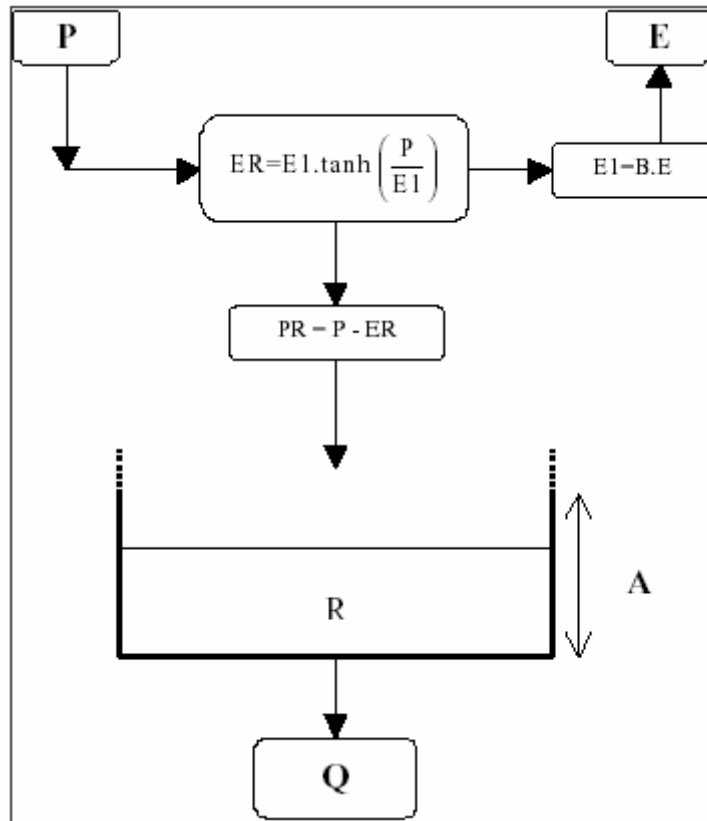 P
E
ER=E1.tanh(P/E1)
E1=B.E
PR = P - ER
A
R
Q